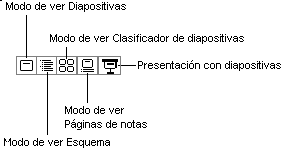 Modo de ver Diapositivas
Modo de ver Clasificador de diapositivas
Presentación con diapositivas
Modo de ver
Páginas de notas
Modo de ver Esquema